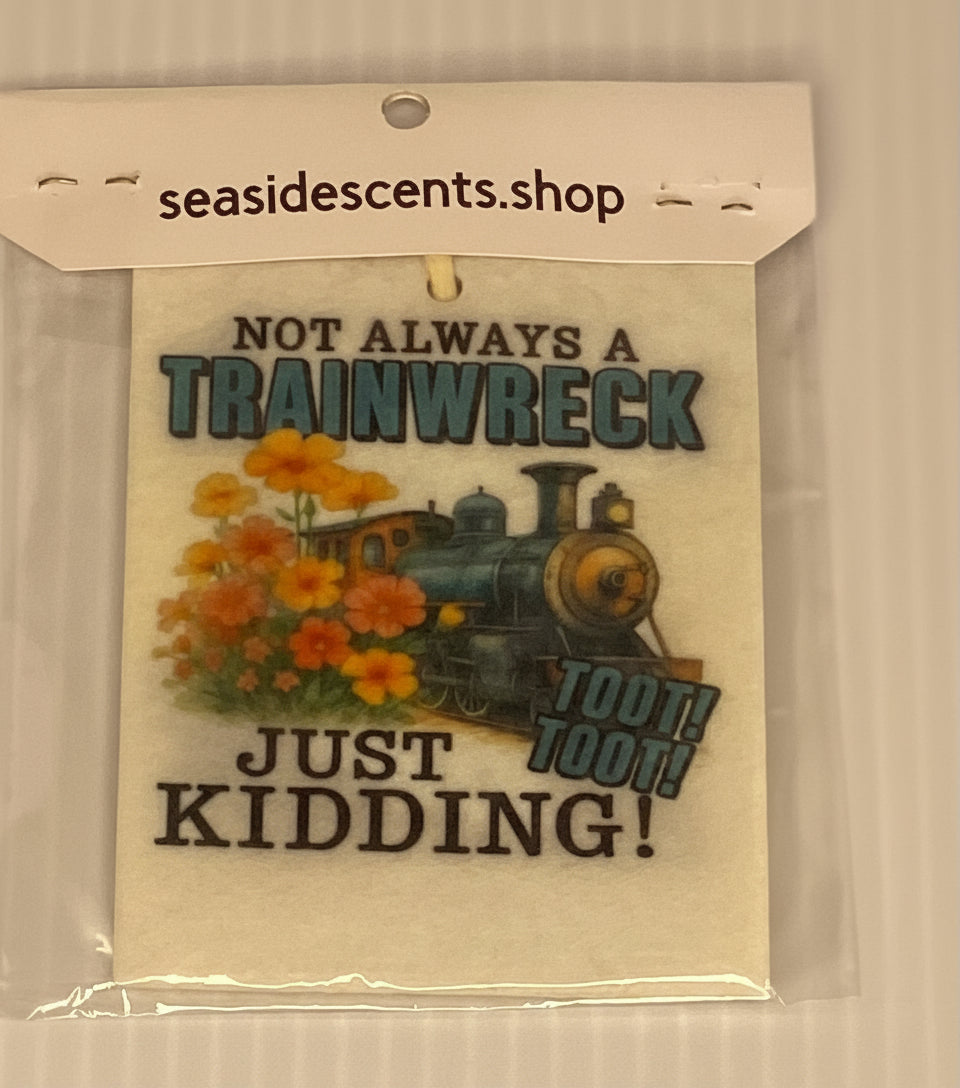 seasidescents.shop
NOT ALWAYS A
TRAINWRECK
TOOT!
TOOT!
JUST
KIDDING!